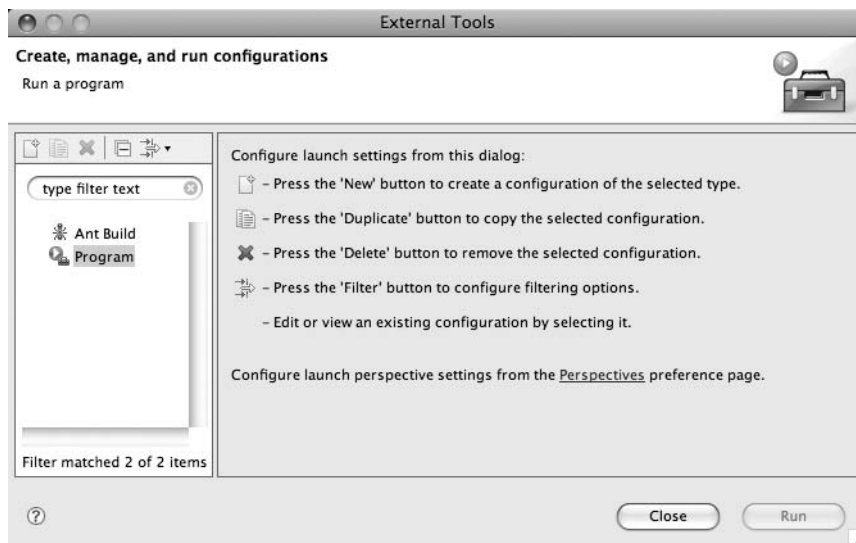 External Tools
Create, manage, and run configurations
Run a program
type filter text
Ant Build
Program
Filter matched 2 of 2 items
Configure launch settings from this dialog:
– Press the 'New' button to create a configuration of the selected type.
– Press the 'Duplicate' button to copy the selected configuration.
– Press the 'Delete' button to remove the selected configuration.
– Press the 'Filter' button to configure filtering options.
– Edit or view an existing configuration by selecting it.
Configure launch perspective settings from the Perspectives preference page.
?
Close
Run